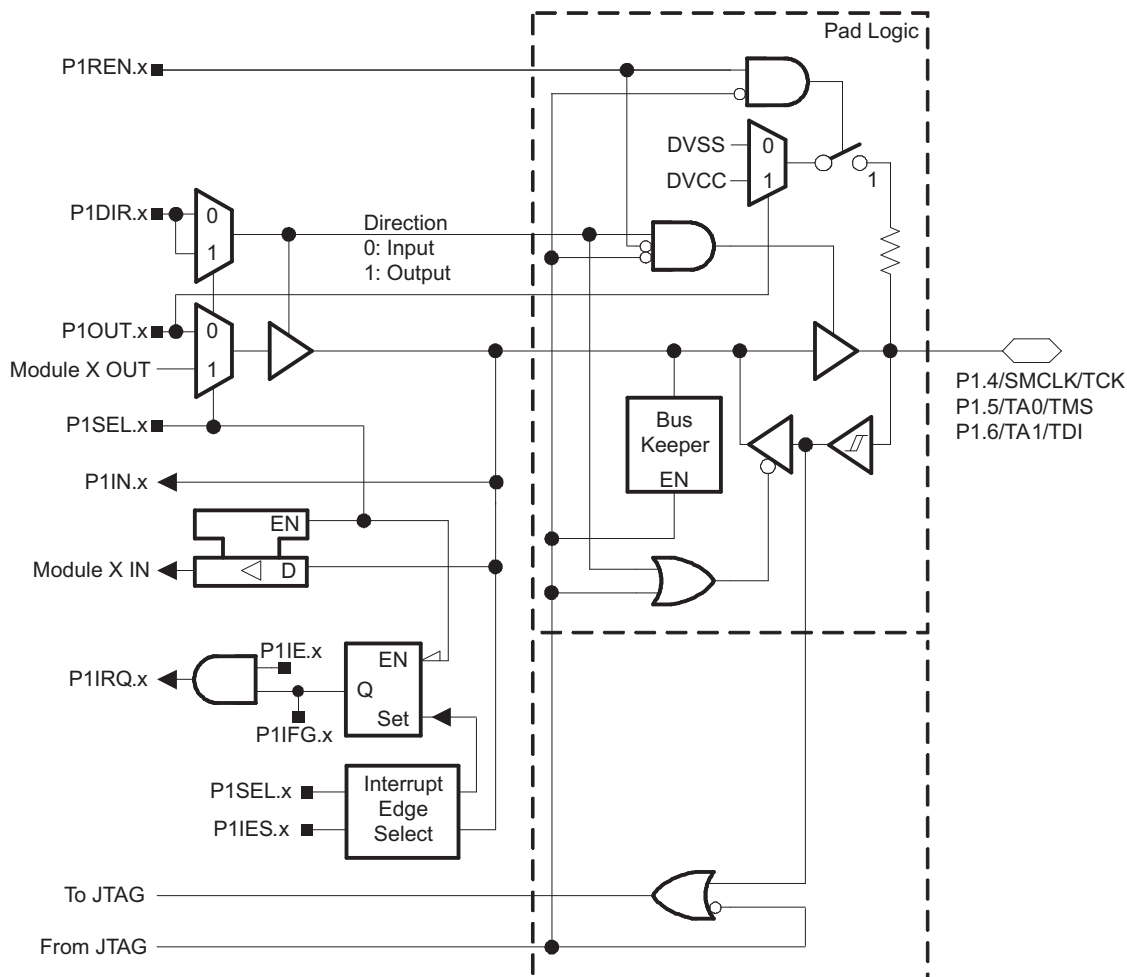 Pad Logic
P1REN.x
DVSS
0
DVCC
1
1
P1DIR.x
0
1
Direction
0: Input
1: Output
P1OUT.x
0
Module X OUT
1
P1SEL.x
P1.4/SMCLK/TCK
P1.5/TA0/TMS
P1.6/TA1/TDI
Bus
Keeper
EN
P1IN.x
EN
Module X IN
D
P1IE.x
P1IRQ.x
EN
Q
Set
P1IFG.x
P1SEL.x
P1IES.x
Interrupt
Edge
Select
To JTAG
From JTAG